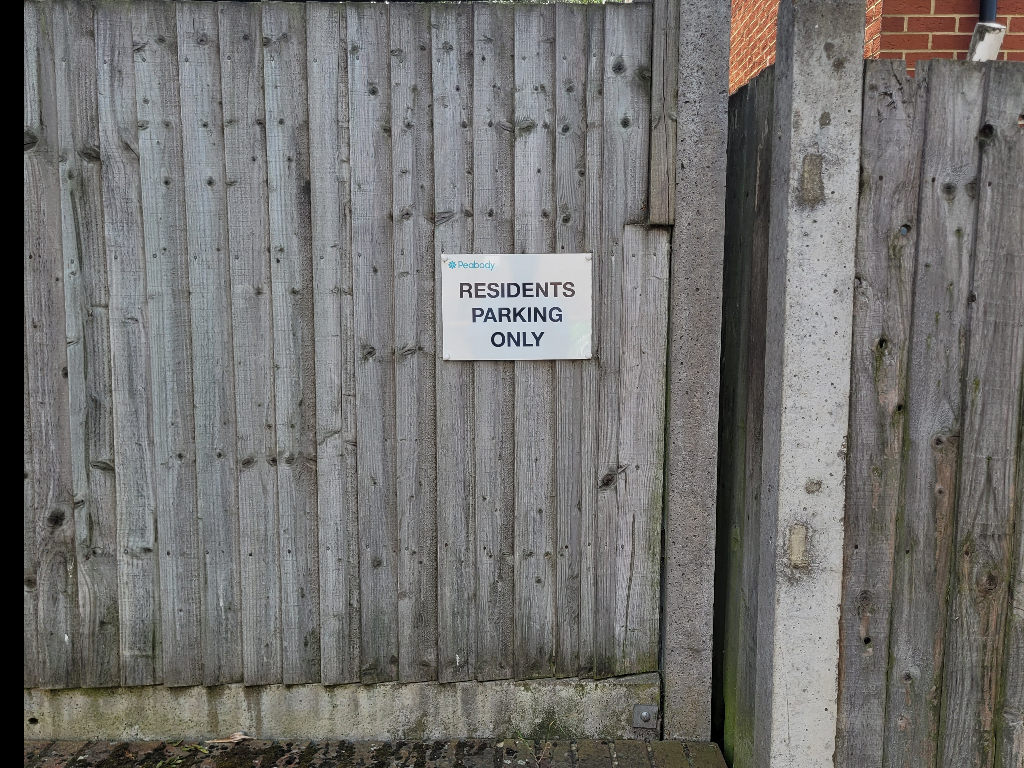 Peabody
RESIDENTS
PARKING
ONLY